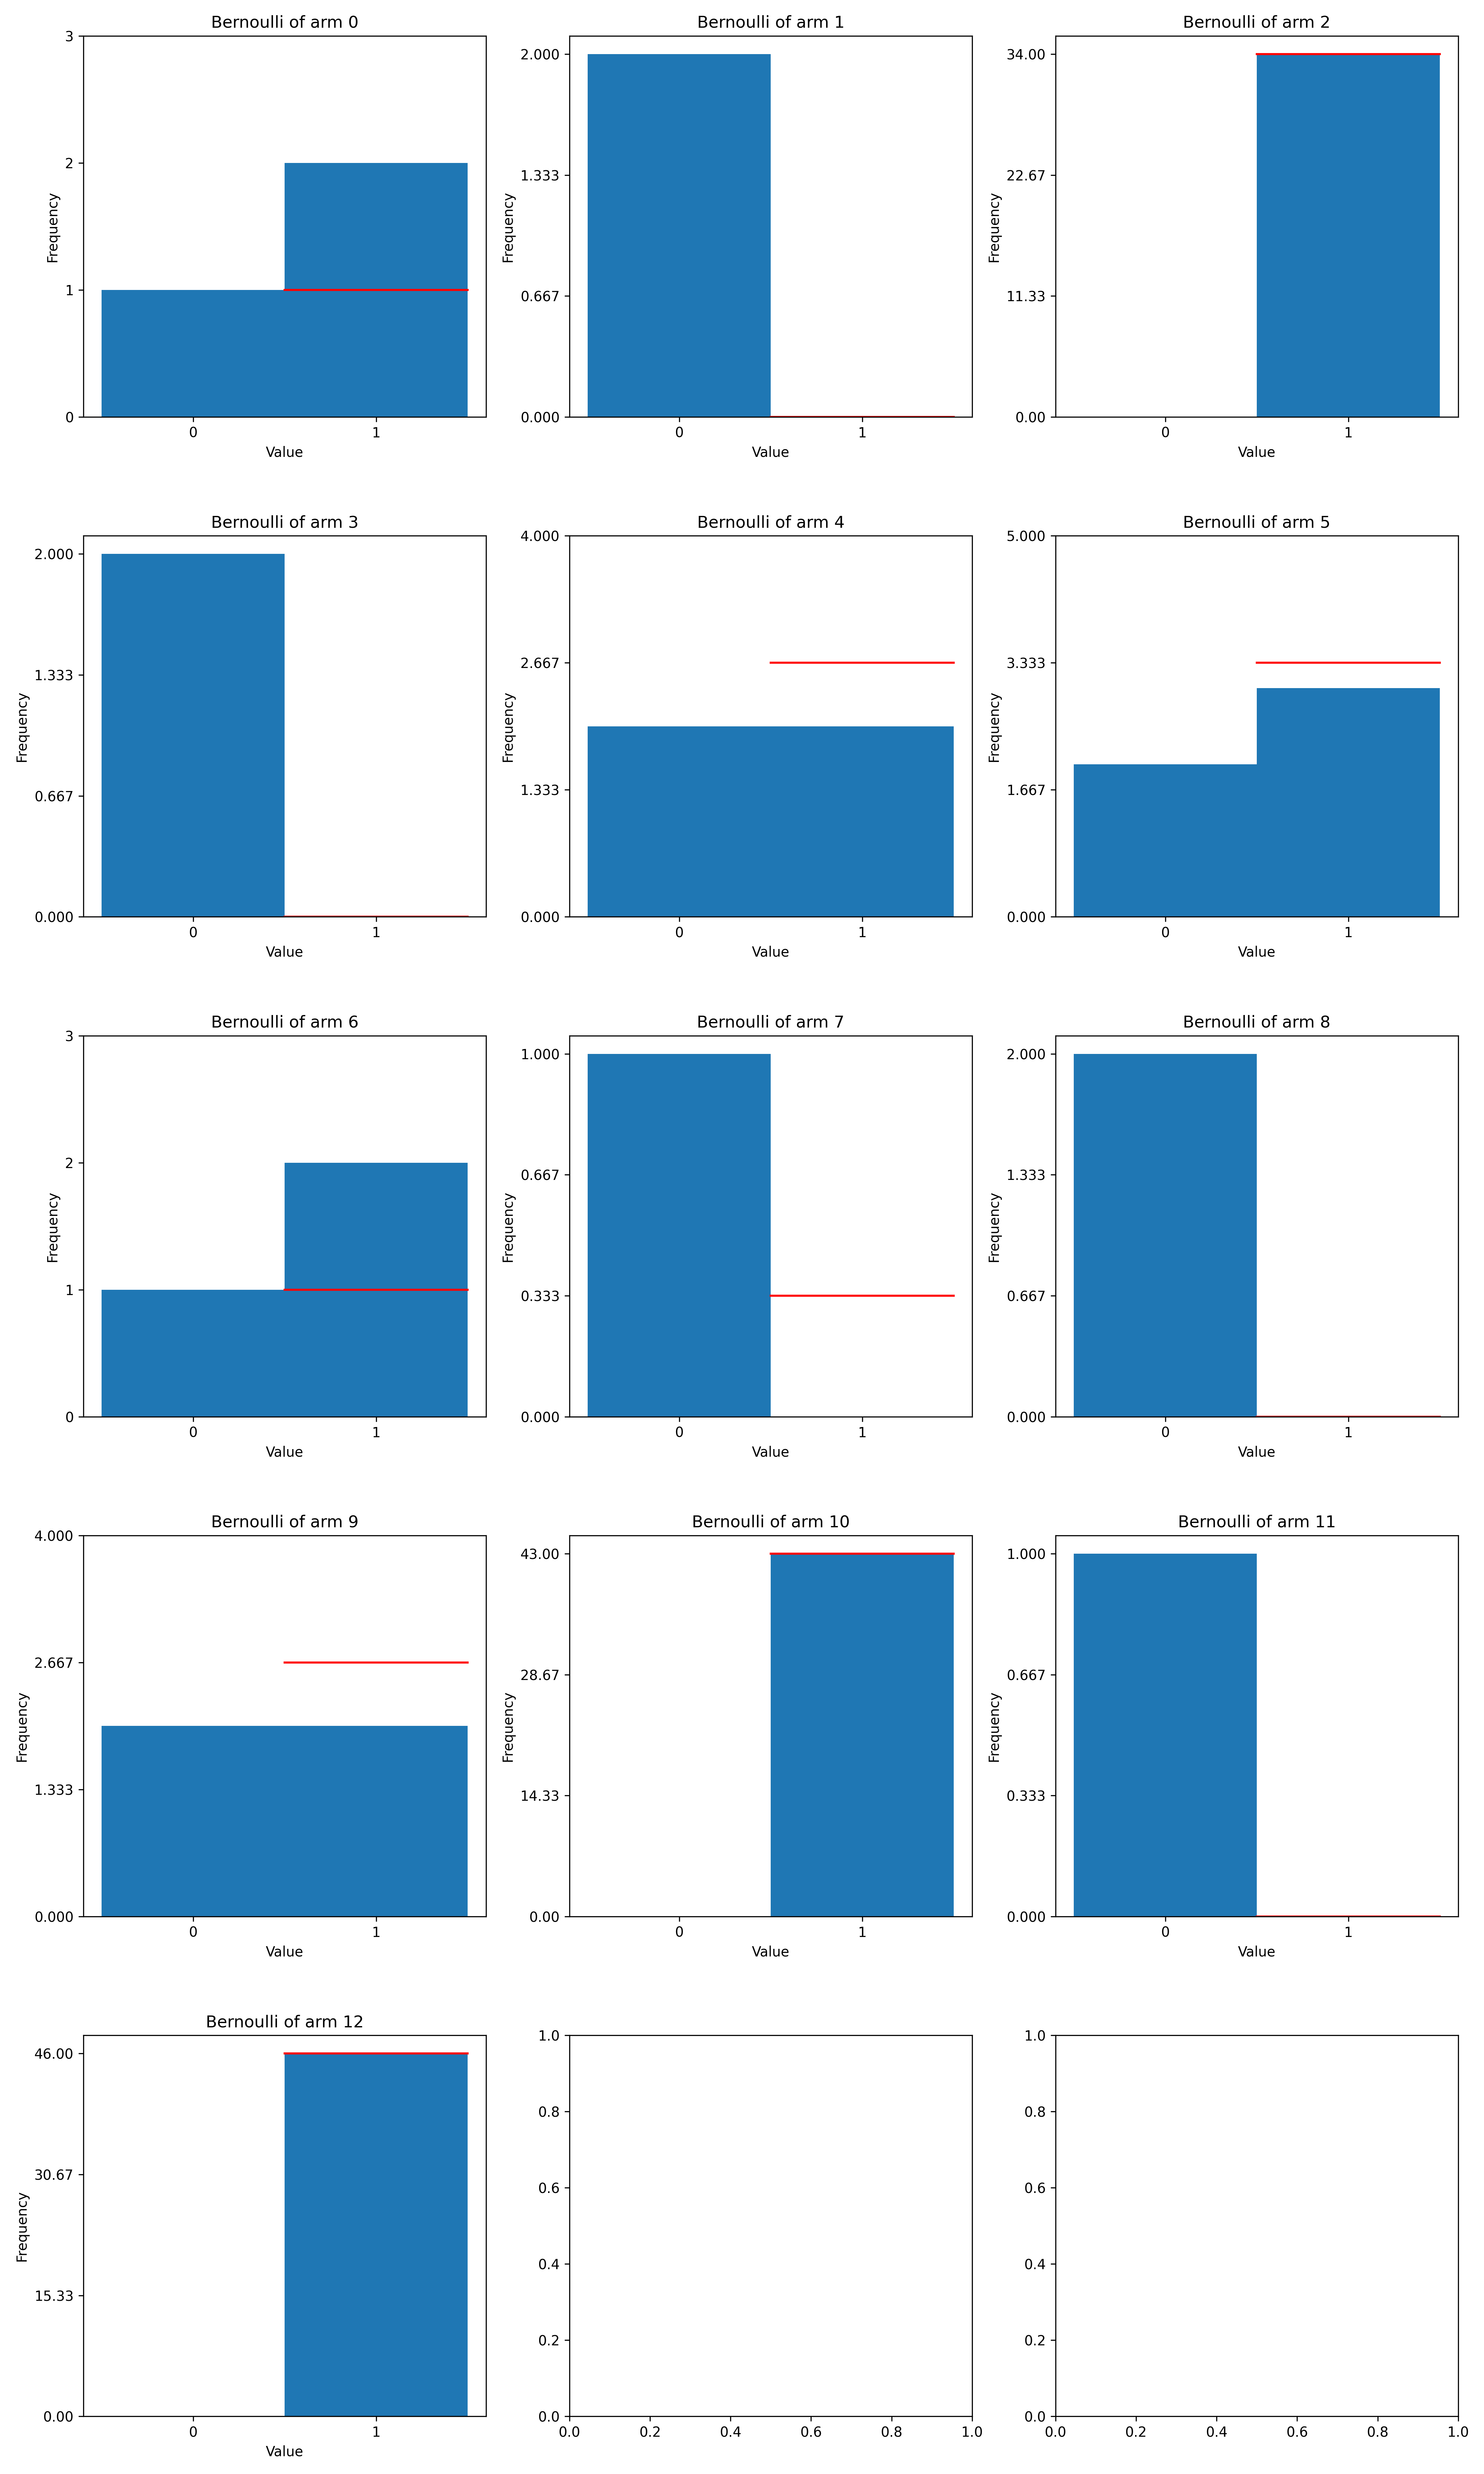 Bernoulli of arm 0
3
2
1
0
Frequency
0 1
Value
Bernoulli of arm 1
2.000
1.333
0.667
0.000
Frequency
0 1
Value
Bernoulli of arm 2
34.00
22.67
11.33
0.00
Frequency
0 1
Value
Bernoulli of arm 3
2.000
1.333
0.667
0.000
Frequency
0 1
Value
Bernoulli of arm 4
4.000
2.667
1.333
0.000
Frequency
0 1
Value
Bernoulli of arm 5
5.000
3.333
1.667
0.000
Frequency
0 1
Value
Bernoulli of arm 6
3
2
1
0
Frequency
0 1
Value
Bernoulli of arm 7
1.000
0.667
0.333
0.000
Frequency
0 1
Value
Bernoulli of arm 8
2.000
1.333
0.667
0.000
Frequency
0 1
Value
Bernoulli of arm 9
4.000
2.667
1.333
0.000
Frequency
0 1
Value
Bernoulli of arm 10
43.00
28.67
14.33
0.00
Frequency
0 1
Value
Bernoulli of arm 11
1.000
0.667
0.333
0.000
Frequency
0 1
Value
Bernoulli of arm 12
46.00
30.67
15.33
0.00
Frequency
0 1
Value
1.0
0.8
0.6
0.4
0.2
0.0
0.0 0.2 0.4 0.6 0.8 1.0
1.0
0.8
0.6
0.4
0.2
0.0
0.0 0.2 0.4 0.6 0.8 1.0